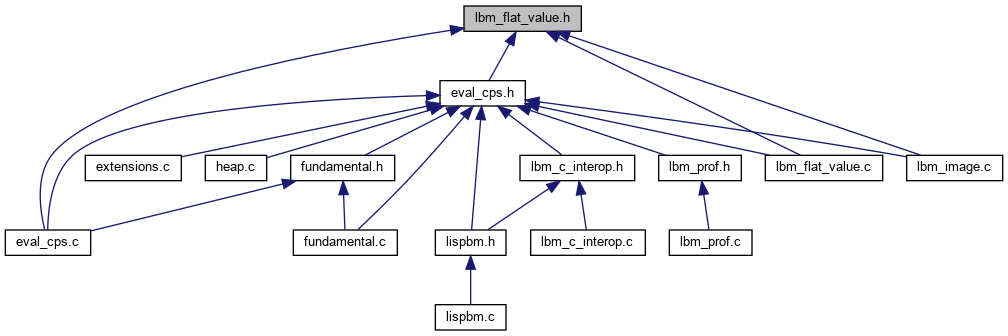 lbm_flat_value.h
eval_cps.h
extensions.c
heap.c
fundamental.h
lbm_c_interop.h
lbm_prof.h
lbm_flat_value.c
lbm_image.c
eval_cps.c
fundamental.c
lispbm.h
lbm_c_interop.c
lbm_prof.c
lispbm.c